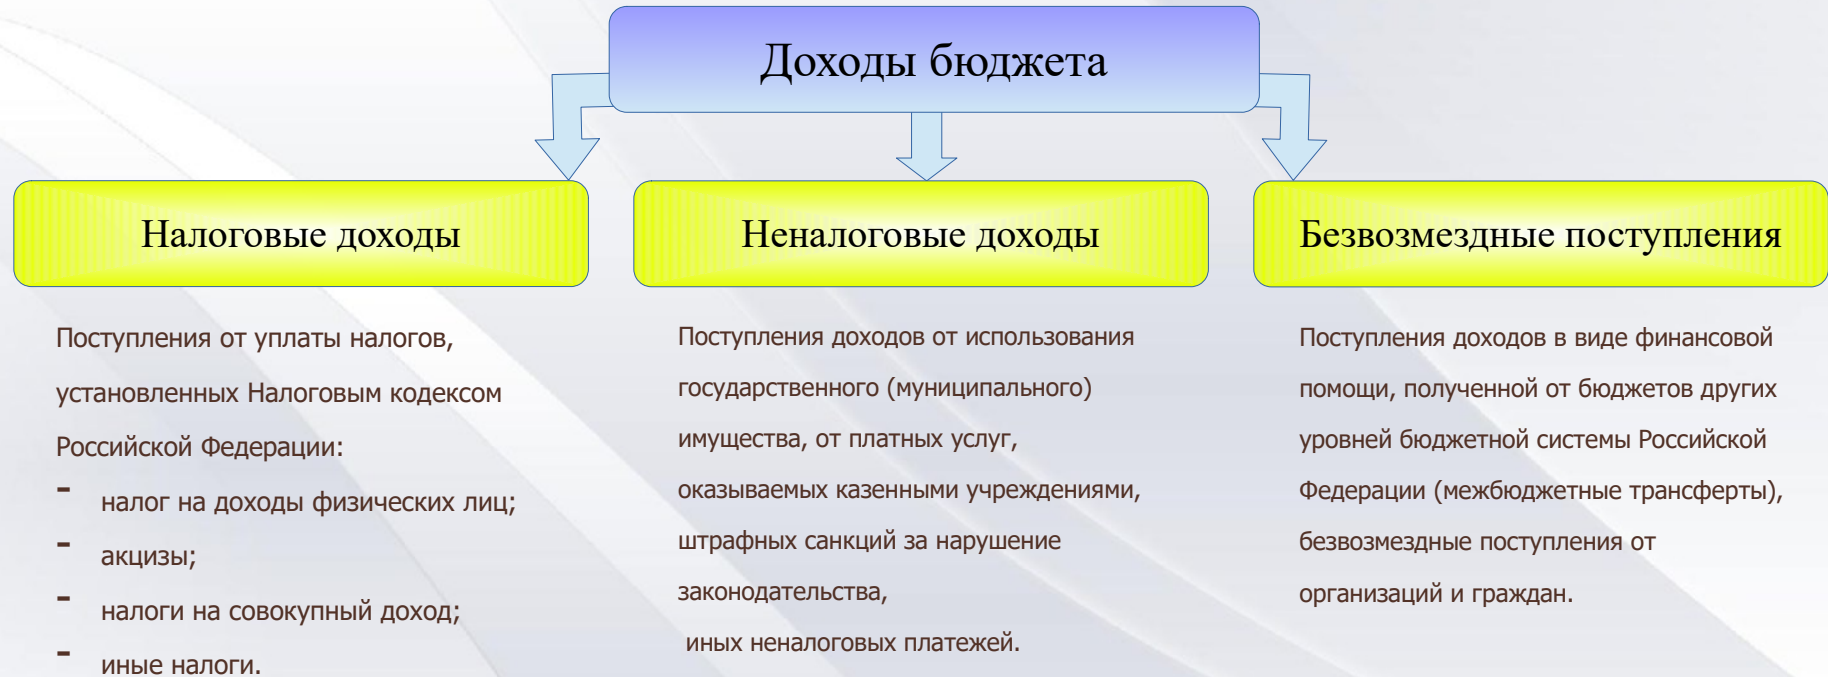 Доходы бюджета
Налоговые доходы
Поступления от уплаты налогов,
установленных Налоговым кодексом
Российской Федерации:
- налог на доходы физических лиц;
- акцизы;
- налоги на совокупный доход;
- иные налоги.
Неналоговые доходы
Поступления доходов от использования
государственного (муниципального)
имущества, от платных услуг,
оказываемых казенными учреждениями,
штрафных санкций за нарушение
законодательства,
иных неналоговых платежей.
Безвозмездные поступления
Поступления доходов в виде финансовой
помощи, полученной от бюджетов других
уровней бюджетной системы Российской
Федерации (межбюджетные трансферты),
безвозмездные поступления от
организаций и граждан.